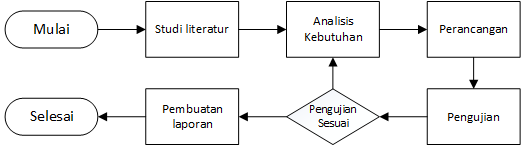 Mulai
Studi literatur
Analisis
Kebutuhan
Perancangan
Selesai
Pembuatan
laporan
Pengujian
Sesuai
Pengujian